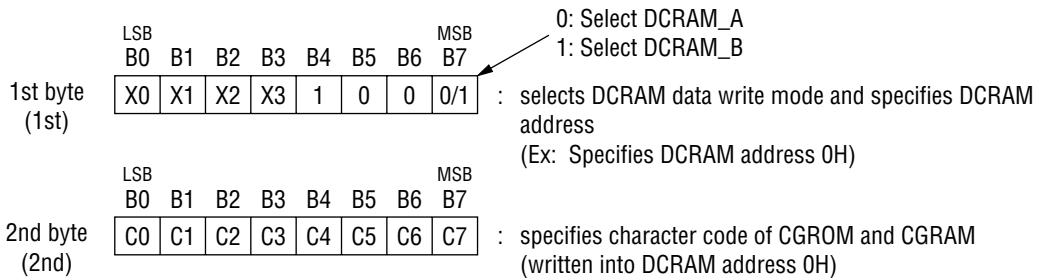 0: Select DCRAM_A
1: Select DCRAM_B
LSB MSB
B0 B1 B2 B3 B4 B5 B6 B7
1st byte X0 X1 X2 X3 1 0 0 0/1 : selects DCRAM data write mode and specifies DCRAM
(1st) address
(Ex: Specifies DCRAM address 0H)
LSB MSB
B0 B1 B2 B3 B4 B5 B6 B7
2nd byte C0 C1 C2 C3 C4 C5 C6 C7 : specifies character code of CGROM and CGRAM
(2nd) (written into DCRAM address 0H)